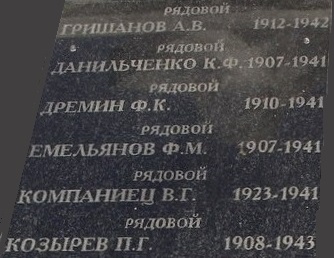 РЯДОВОЙ
ГРИШАНОВ А.В. 1912-1942
РЯДОВОЙ
ДАНИЛЬЧЕНКО К.Ф. 1907-1941
РЯДОВОЙ
ДРЕМИН Ф.К. 1910-1941
РЯДОВОЙ
ЕМЕЛЬЯНОВ Ф.М. 1907-1941
РЯДОВОЙ
КОМПАНИЕЦ В.Г. 1923-1941
РЯДОВОЙ
КОЗЫРЕВ П.Г. 1908-1943